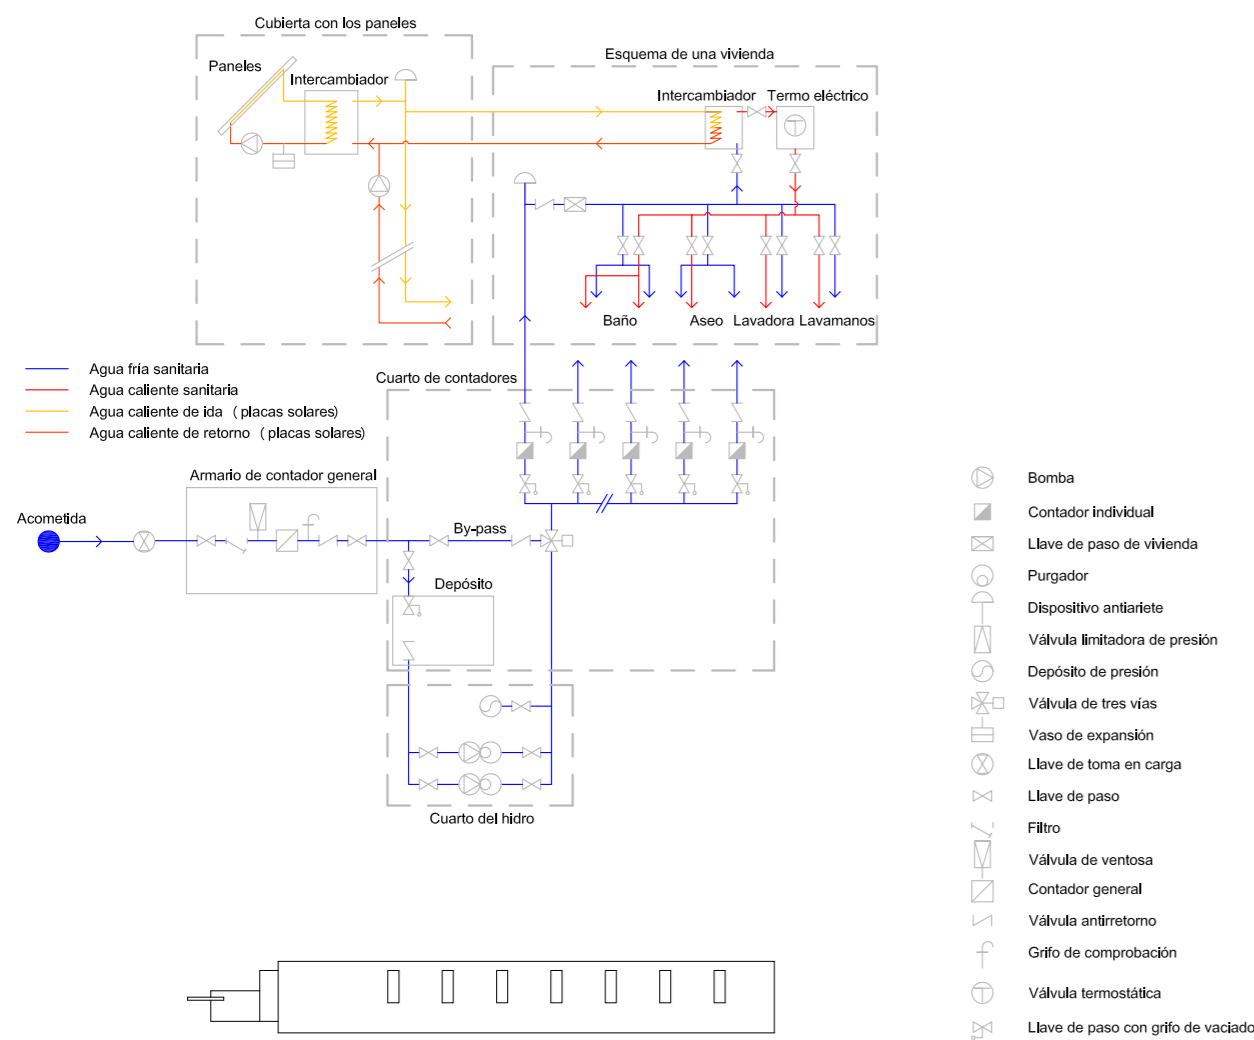 Cubierta con los paneles
Esquema de una vivienda
Paneles
Intercambiador
Intercambiador
Termo eléctrico
Baño
Aseo
Lavadora
Lavamanos
Agua fría sanitaria
Agua caliente sanitaria
Agua caliente de ida ( placas solares)
Agua caliente de retorno ( placas solares)
Cuarto de contadores
Armario de contador general
Acometida
By-pass
Depósito
Cuarto del hidro
Bomba
Contador individual
Llave de paso de vivienda
Purgador
Dispositivo antiariete
Válvula limitadora de presión
Depósito de presión
Válvula de tres vías
Vaso de expansión
Llave de toma en carga
Llave de paso
Filtro
Válvula de ventosa
Contador general
Válvula antirretorno
Grifo de comprobación
Válvula termostática
Llave de paso con grifo de vaciado